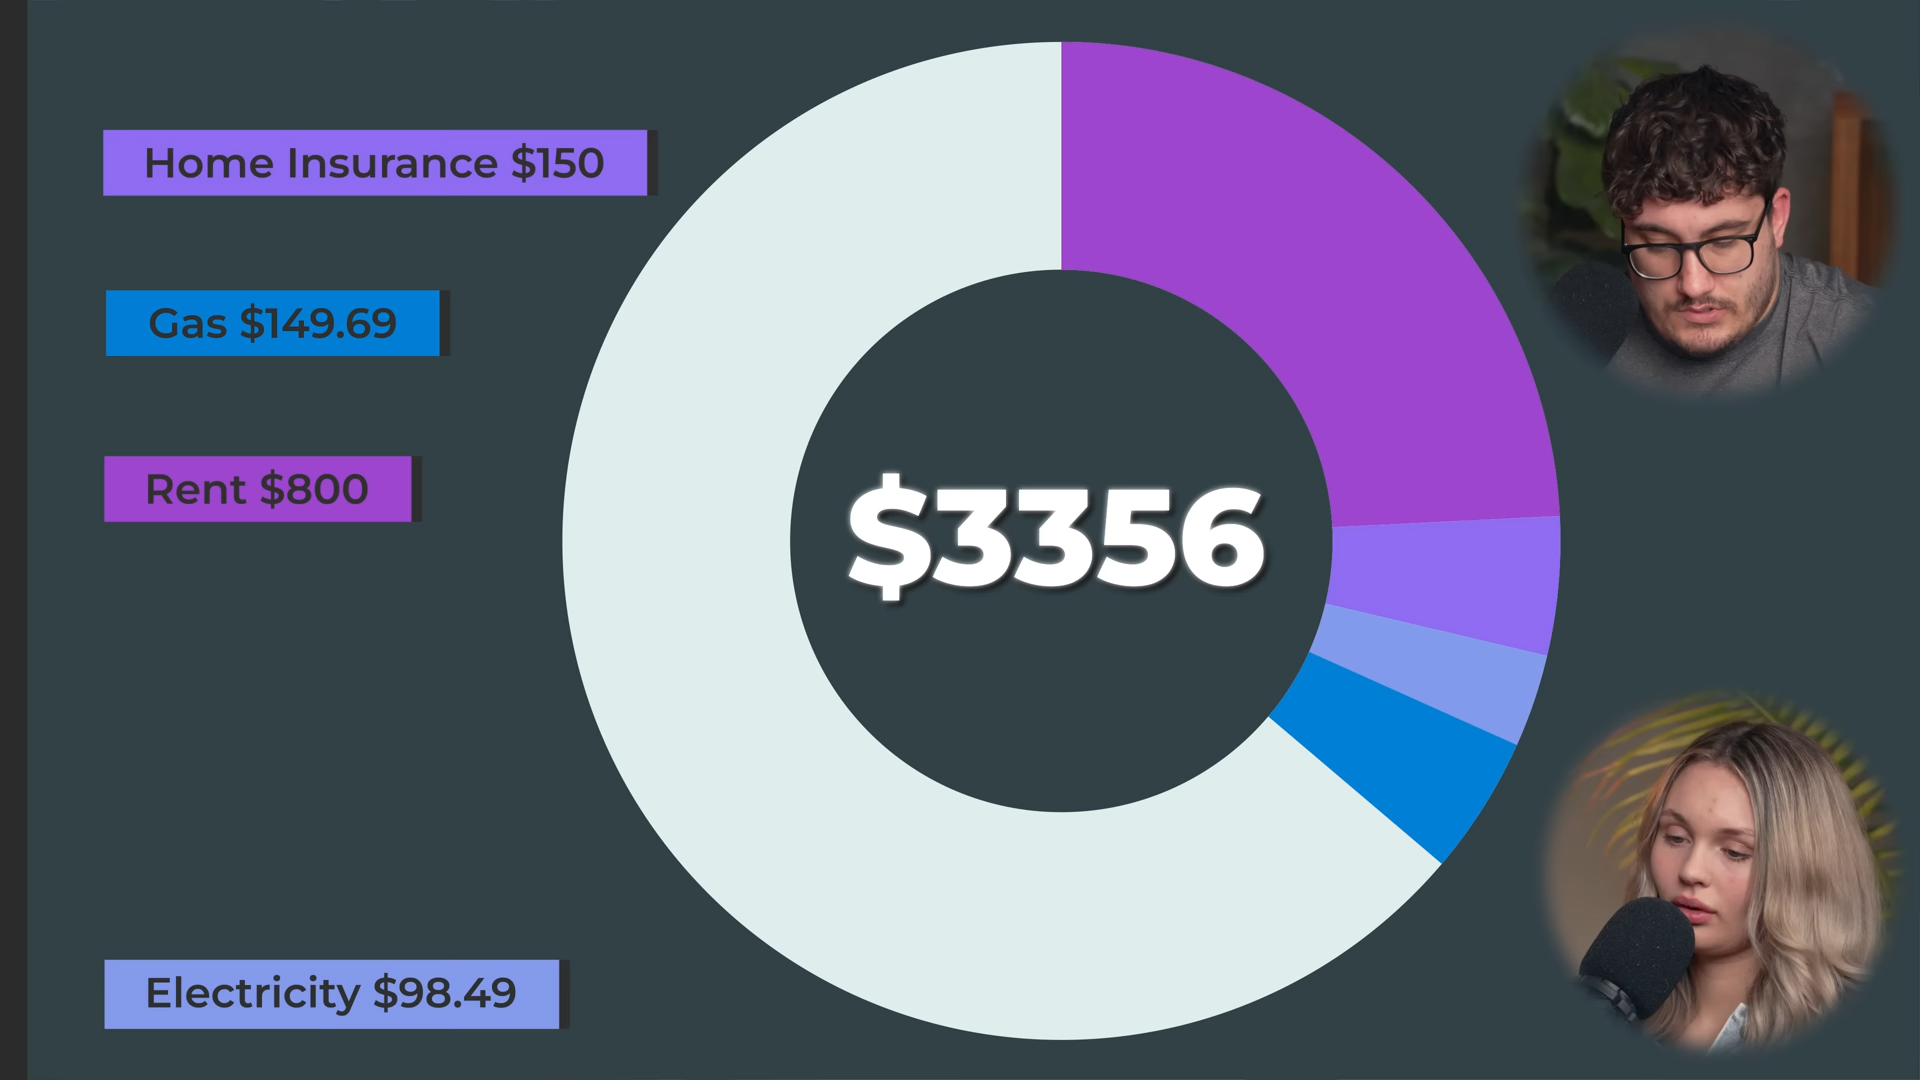 Home Insurance $150
Gas $149.69
Rent $800
$3356
Electricity $98.49